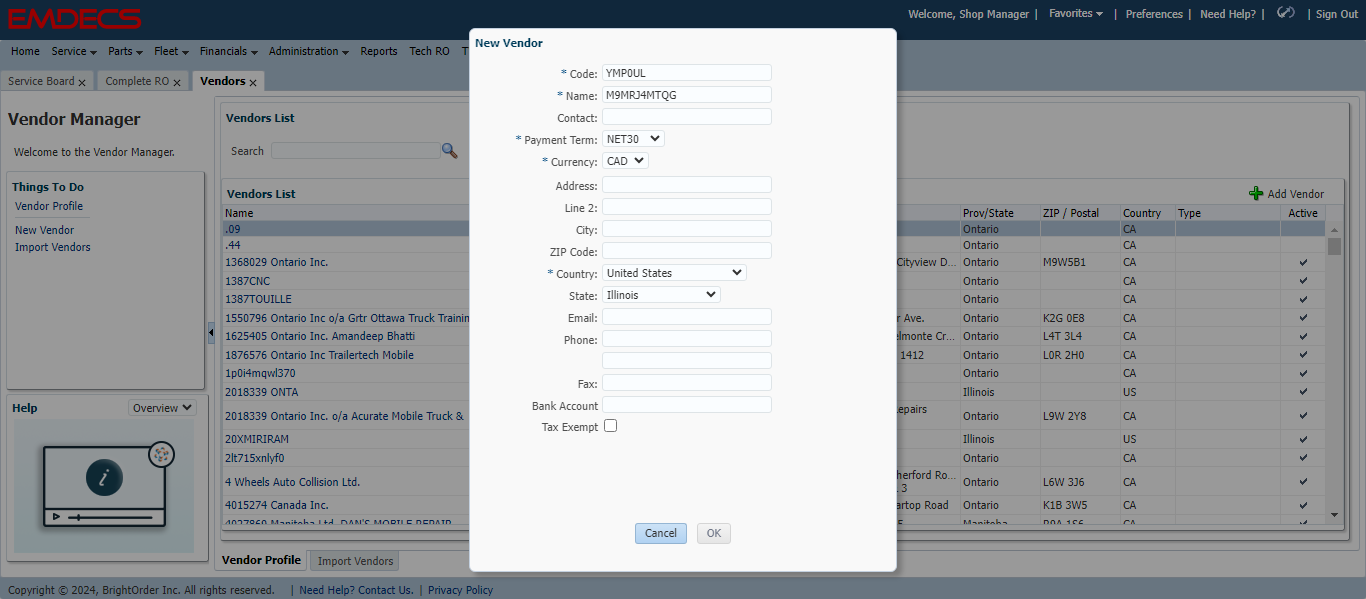 EMDECS
Welcome, Shop Manager | Favorites | Preferences | Need Help? | | Sign Out
Home Service Parts Fleet Financials Administration Reports Tech RO
Service Board x Complete RO x Vendors x
Vendor Manager
Welcome to the Vendor Manager.
Things To Do
Vendor Profile
New Vendor
Import Vendors
Help Overview
i
Vendors List
Search
Vendors List
Add Vendor
Name Prov/State ZIP / Postal Country Type Active
.09 Ontario CA
.44 Ontario CA
1368029 Ontario Inc. Cityview D... Ontario M9W5B1 CA
1387CNC Ontario CA
1387TOUILLE Ontario CA
1550796 Ontario Inc o/a Grtr Ottawa Truck Trainin r Ave. Ontario K2G 0E8 CA
1625405 Ontario Inc. Amandeep Bhatti elmonte Cr... Ontario L4T 3L4 CA
1876576 Ontario Inc Trailertech Mobile 1412 Ontario L0R 2H0 CA
1p0i4mqwl370 Ontario CA
2018339 ONTA Illinois US
2018339 Ontario Inc. o/a Acurate Mobile Truck & epairs Ontario L9W 2Y8 CA
20XMIRIRAM Illinois US
2lt715xnlyf0 Ontario CA
4 Wheels Auto Collision Ltd. herford Ro... 3 Ontario L6W 3J6 CA
4015274 Canada Inc. artop Road Ontario K1B 3W5 CA
4027869 Manitoba Ltd. DAN'S MOBILE REPAIR Manitoba R0A 1S6 CA
Vendor Profile Import Vendors
New Vendor
* Code: YMP0UL
* Name: M9MRJ4MTQG
Contact:
* Payment Term: NET30
* Currency: CAD
Address:
Line 2:
City:
ZIP Code:
* Country: United States
State: Illinois
Email:
Phone:
Fax:
Bank Account
Tax Exempt
Cancel OK
Copyright © 2024, BrightOrder Inc. All rights reserved. | Need Help? Contact Us. | Privacy Policy